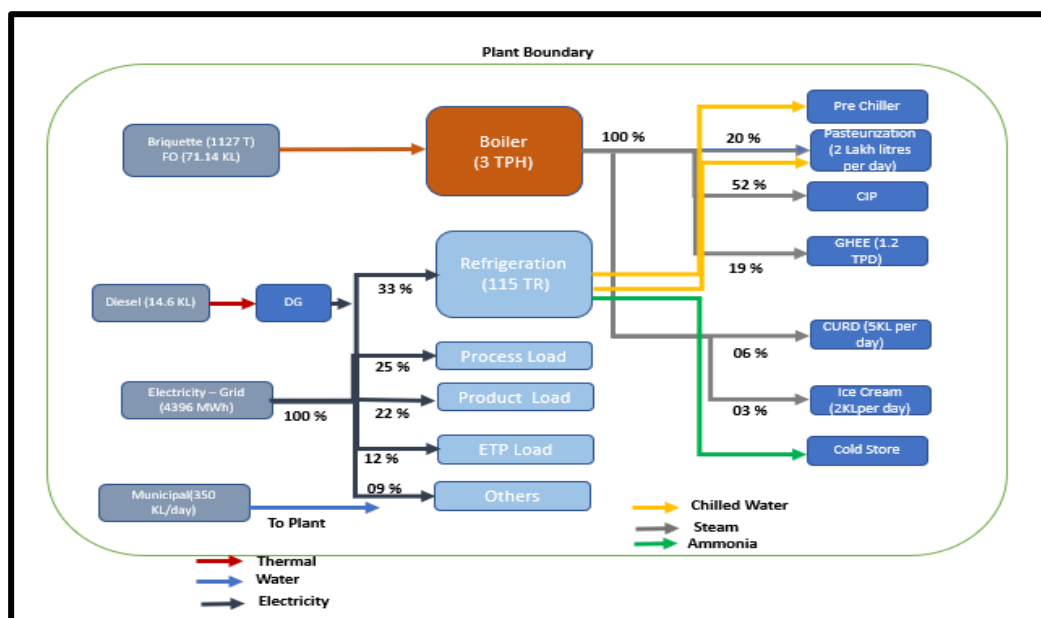 Plant Boundary
Briquette (1127 T)
FO (71.14 KL)
Boiler
(3 TPH)
100 %
Pre Chiller
20 %
Pasteurization
(2 Lakh litres
per day)
52 %
CIP
19 %
GHEE (1.2
TPD)
Diesel (14.6 KL)
DG
33 %
Refrigeration
(115 TR)
CURD (5KL per
day)
06 %
Electricity – Grid
(4396 MWh)
100 %
25 %
Process Load
22 %
Product Load
12 %
ETP Load
09 %
Others
Ice Cream
(2KLper day)
03 %
Cold Store
Municipal(350
KL/day)
To Plant
Chilled Water
Steam
Ammonia
Thermal
Water
Electricity